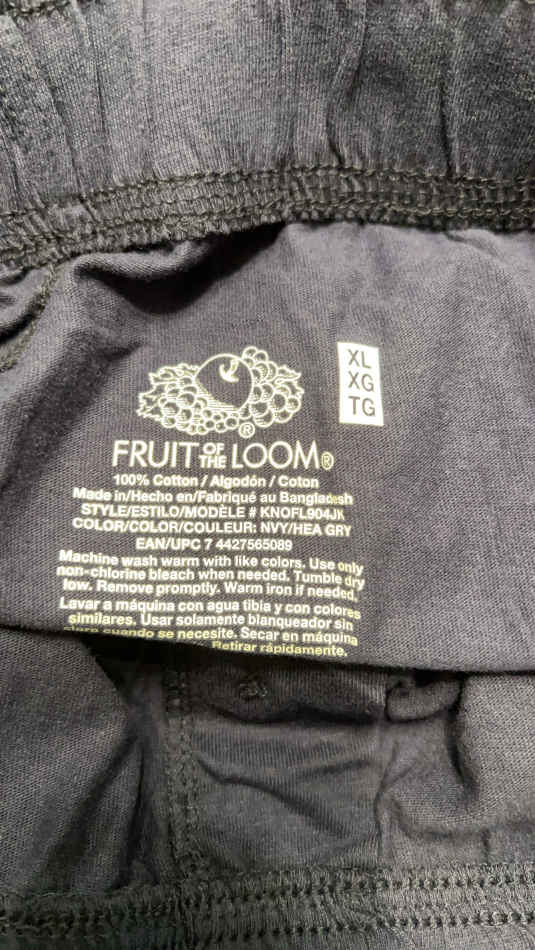 XL
XG
TG
®
FRUIT OF THE LOOM®
100% Cotton / Algodón / Coton
Made in/Hecho en/Fabriqué au Bangladesh
STYLE/ESTILO/MODÈLE # KNOFL904JK
COLOR/COLOR/COULEUR: NVY/HEA GRY
EAN/UPC 7 4427565089
Machine wash warm with like colors. Use only
non-chlorine bleach when needed. Tumble dry
low. Remove promptly. Warm iron if needed.
Lavar a máquina con agua tibia y con colores
similares. Usar solamente blanqueador sin
cloro cuando se necesite. Secar en máquina
Retirar rápidamente.